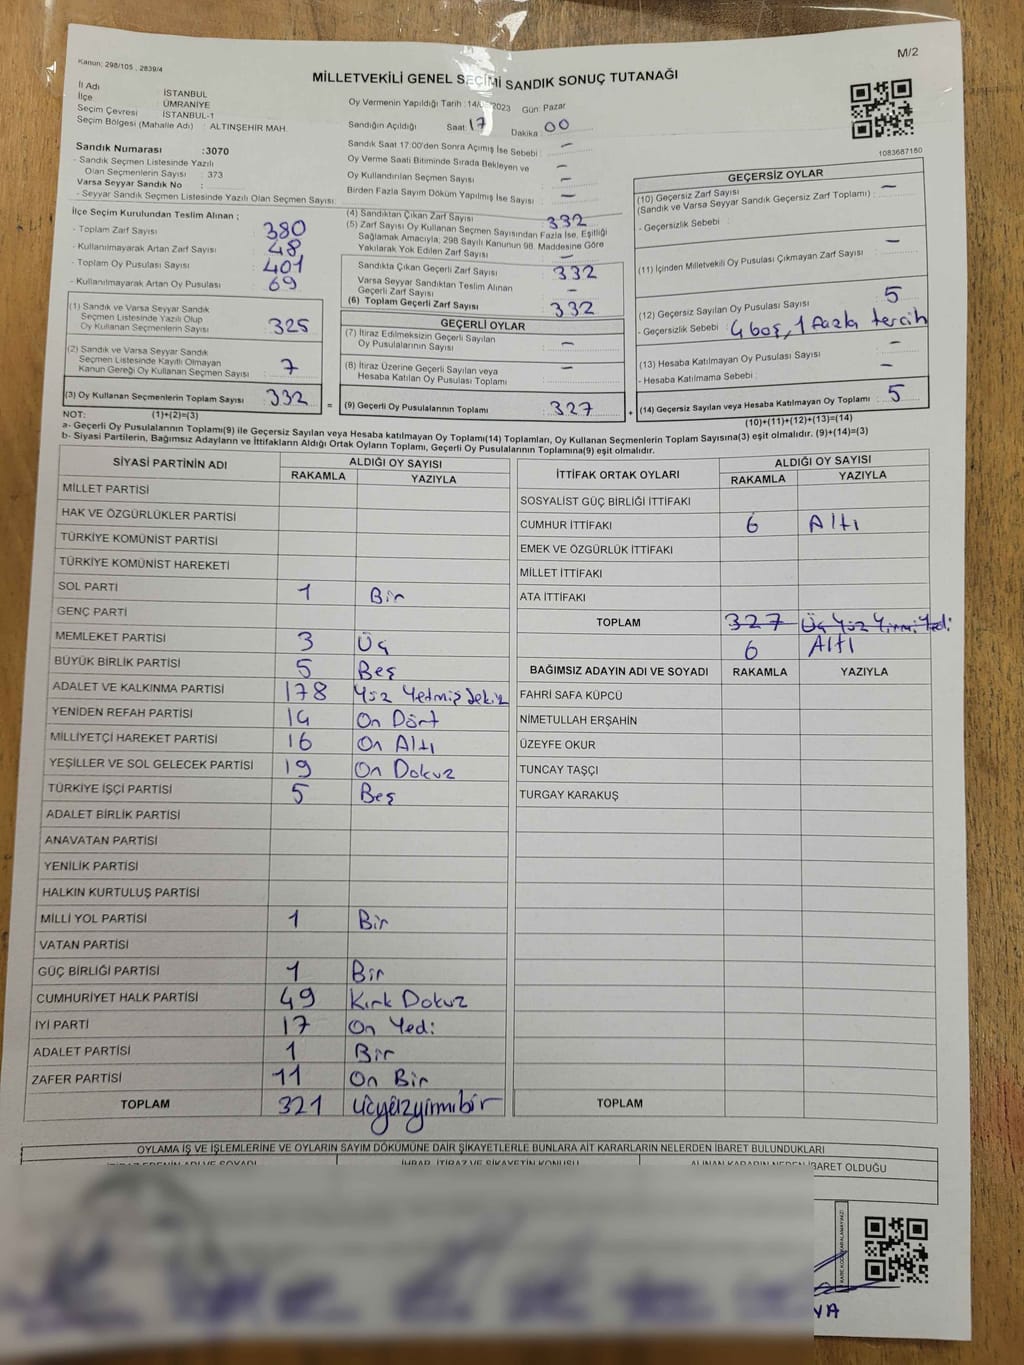 Kanun: 298/105 , 2839/4
M/2
MİLLETVEKİLİ GENEL SEÇİMİ SANDIK SONUÇ TUTANAĞI
İl Adı İSTANBUL
İlçe ÜMRANİYE
Seçim Çevresi İSTANBUL-1
Seçim Bölgesi (Mahalle Adı) : ALTINŞEHİR MAH.
Oy Vermenin Yapıldığı Tarih :14/ 2023 Gün: Pazar
Sandığın Açıldığı Saat 17 Dakika 00
Sandık Saat 17:00'den Sonra Açmış İse Sebebi : -
Oy Verme Saati Bitiminde Sırada Bekleyen ve
Oy Kullandırılan Seçmen Sayısı -
Birden Fazla Sayım Döküm Yapılmış İse Sayısı : -
1083687150
Sandık Numarası :3070
- Sandık Seçmen Listesinde Yazılı
Olan Seçmenlerin Sayısı : 373
Varsa Seyyar Sandık No :
- Seyyar Sandık Seçmen Listesinde Yazılı Olan Seçmen Sayısı:
İlçe Seçim Kurulundan Teslim Alınan ;
- Toplam Zarf Sayısı : 380
- Kullanılmayarak Artan Zarf Sayısı : 48
- Toplam Oy Pusulası Sayısı : 401
- Kullanılmayarak Artan Oy Pusulası : 69
(1) Sandık ve Varsa Seyyar Sandık
Seçmen Listesinde Yazılı Olup
Oy Kullanan Seçmenlerin Sayısı : 325
(2) Sandık ve Varsa Seyyar Sandık
Seçmen Listesinde Kayıtlı Olmayan
Kanun Gereği Oy Kullanan Seçmen Sayısı : 7
(3) Oy Kullanan Seçmenlerin Toplam Sayısı : 332
(4) Sandıktan Çıkan Zarf Sayısı : 332
(5) Zarf Sayısı Oy Kullanan Seçmen Sayısından Fazla İse, Eşitliği
Sağlamak Amacıyla, 298 Sayılı Kanunun 98. Maddesine Göre
Yakılarak Yok Edilen Zarf Sayısı : -
Sandıkta Çıkan Geçerli Zarf Sayısı : 332
Varsa Seyyar Sandıktan Teslim Alınan
Geçerli Zarf Sayısı : -
(6) Toplam Geçerli Zarf Sayısı : 332
GEÇERLİ OYLAR
(7) İtiraz Edilmeksizin Geçerli Sayılan
Oy Pusulalarının Sayısı : -
(8) İtiraz Üzerine Geçerli Sayılan veya
Hesaba Katılan Oy Pusulası Toplamı : -
= (9) Geçerli Oy Pusulalarının Toplamı : 327
GEÇERSİZ OYLAR
(10) Geçersiz Zarf Sayısı
(Sandık ve Varsa Seyyar Sandık Geçersiz Zarf Toplamı) : -
- Geçersizlik Sebebi :
(11) İçinden Milletvekili Oy Pusulası Çıkmayan Zarf Sayısı : -
(12) Geçersiz Sayılan Oy Pusulası Sayısı : 5
- Geçersizlik Sebebi : 4 boş, 1 fazla tercih
(13) Hesaba Katılmayan Oy Pusulası Sayısı : -
- Hesaba Katılmama Sebebi : -
+ (14) Geçersiz Sayılan veya Hesaba Katılmayan Oy Toplamı : 5
NOT: (1)+(2)=(3)
(10)+(11)+(12)+(13)=(14)
a- Geçerli Oy Pusulalarının Toplamı(9) ile Geçersiz Sayılan veya Hesaba katılmayan Oy Toplamı(14) Toplamları, Oy Kullanan Seçmenlerin Toplam Sayısına(3) eşit olmalıdır. (9)+(14)=(3)
b- Siyasi Partilerin, Bağımsız Adayların ve İttifakların Aldığı Ortak Oyların Toplamı, Geçerli Oy Pusulalarının Toplamına(9) eşit olmalıdır.
SİYASİ PARTİNİN ADI ALDIĞI OY SAYISI
RAKAMLA YAZIYLA
MİLLET PARTİSİ
HAK VE ÖZGÜRLÜKLER PARTİSİ
TÜRKİYE KOMÜNİST PARTİSİ
TÜRKİYE KOMÜNİST HAREKETİ
SOL PARTİ 1 Bir
GENÇ PARTİ
MEMLEKET PARTİSİ 3 Üç
BÜYÜK BİRLİK PARTİSİ 5 Beş
ADALET VE KALKINMA PARTİSİ 178 Yüz Yetmiş Sekiz
YENİDEN REFAH PARTİSİ 14 On Dört
MİLLİYETÇİ HAREKET PARTİSİ 16 On Altı
YEŞİLLER VE SOL GELECEK PARTİSİ 19 On Dokuz
TÜRKİYE İŞÇİ PARTİSİ 5 Beş
ADALET BİRLİK PARTİSİ
ANAVATAN PARTİSİ
YENİLİK PARTİSİ
HALKIN KURTULUŞ PARTİSİ
MİLLİ YOL PARTİSİ 1 Bir
VATAN PARTİSİ
GÜÇ BİRLİĞİ PARTİSİ 1 Bir
CUMHURİYET HALK PARTİSİ 49 Kırk Dokuz
İYİ PARTİ 17 On Yedi
ADALET PARTİSİ 1 Bir
ZAFER PARTİSİ 11 On Bir
TOPLAM 321 üçyüzyirmibir
İTTİFAK ORTAK OYLARI ALDIĞI OY SAYISI
RAKAMLA YAZIYLA
SOSYALİST GÜÇ BİRLİĞİ İTTİFAKI
CUMHUR İTTİFAKI 6 Altı
EMEK VE ÖZGÜRLÜK İTTİFAKI
MİLLET İTTİFAKI
ATA İTTİFAKI
TOPLAM 327 Üç Yüz Yirmi Yedi
6 Altı
BAĞIMSIZ ADAYIN ADI VE SOYADI RAKAMLA YAZIYLA
FAHRİ SAFA KÜPCÜ
NİMETULLAH ERŞAHİN
ÜZEYFE OKUR
TUNCAY TAŞÇI
TURGAY KARAKUŞ
TOPLAM
OYLAMA İŞ VE İŞLEMLERİNE VE OYLARIN SAYIM DÖKÜMÜNE DAİR ŞİKAYETLERLE BUNLARA AİT KARARLARIN NELERDEN İBARET BULUNDUKLARI
İHBAR, İTİRAZ VE ŞİKAYETİN KONUSU ALINAN KARARIN NEDEN İBARET OLDUĞU